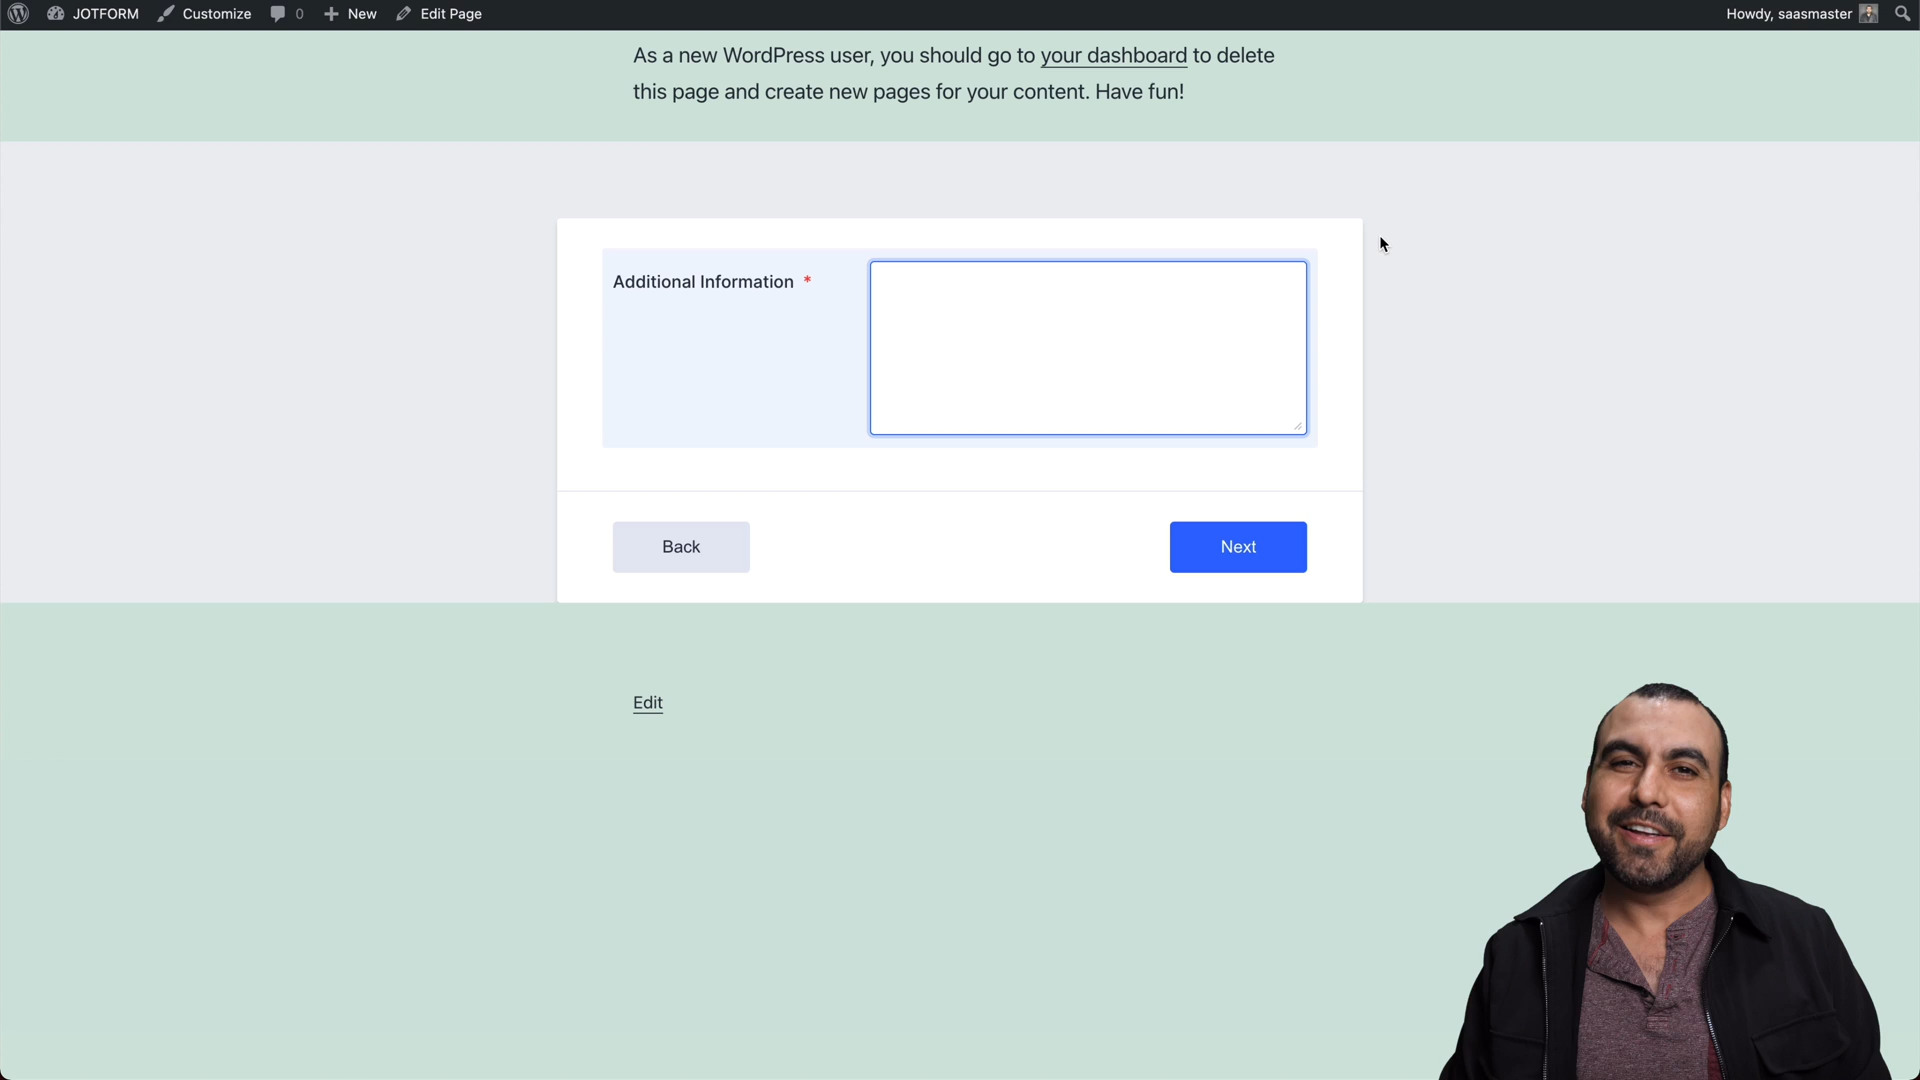 JOTFORM Customize 0 New Edit Page Howdy, saasmaster
As a new WordPress user, you should go to your dashboard to delete
this page and create new pages for your content. Have fun!
Additional Information *
Back Next
Edit